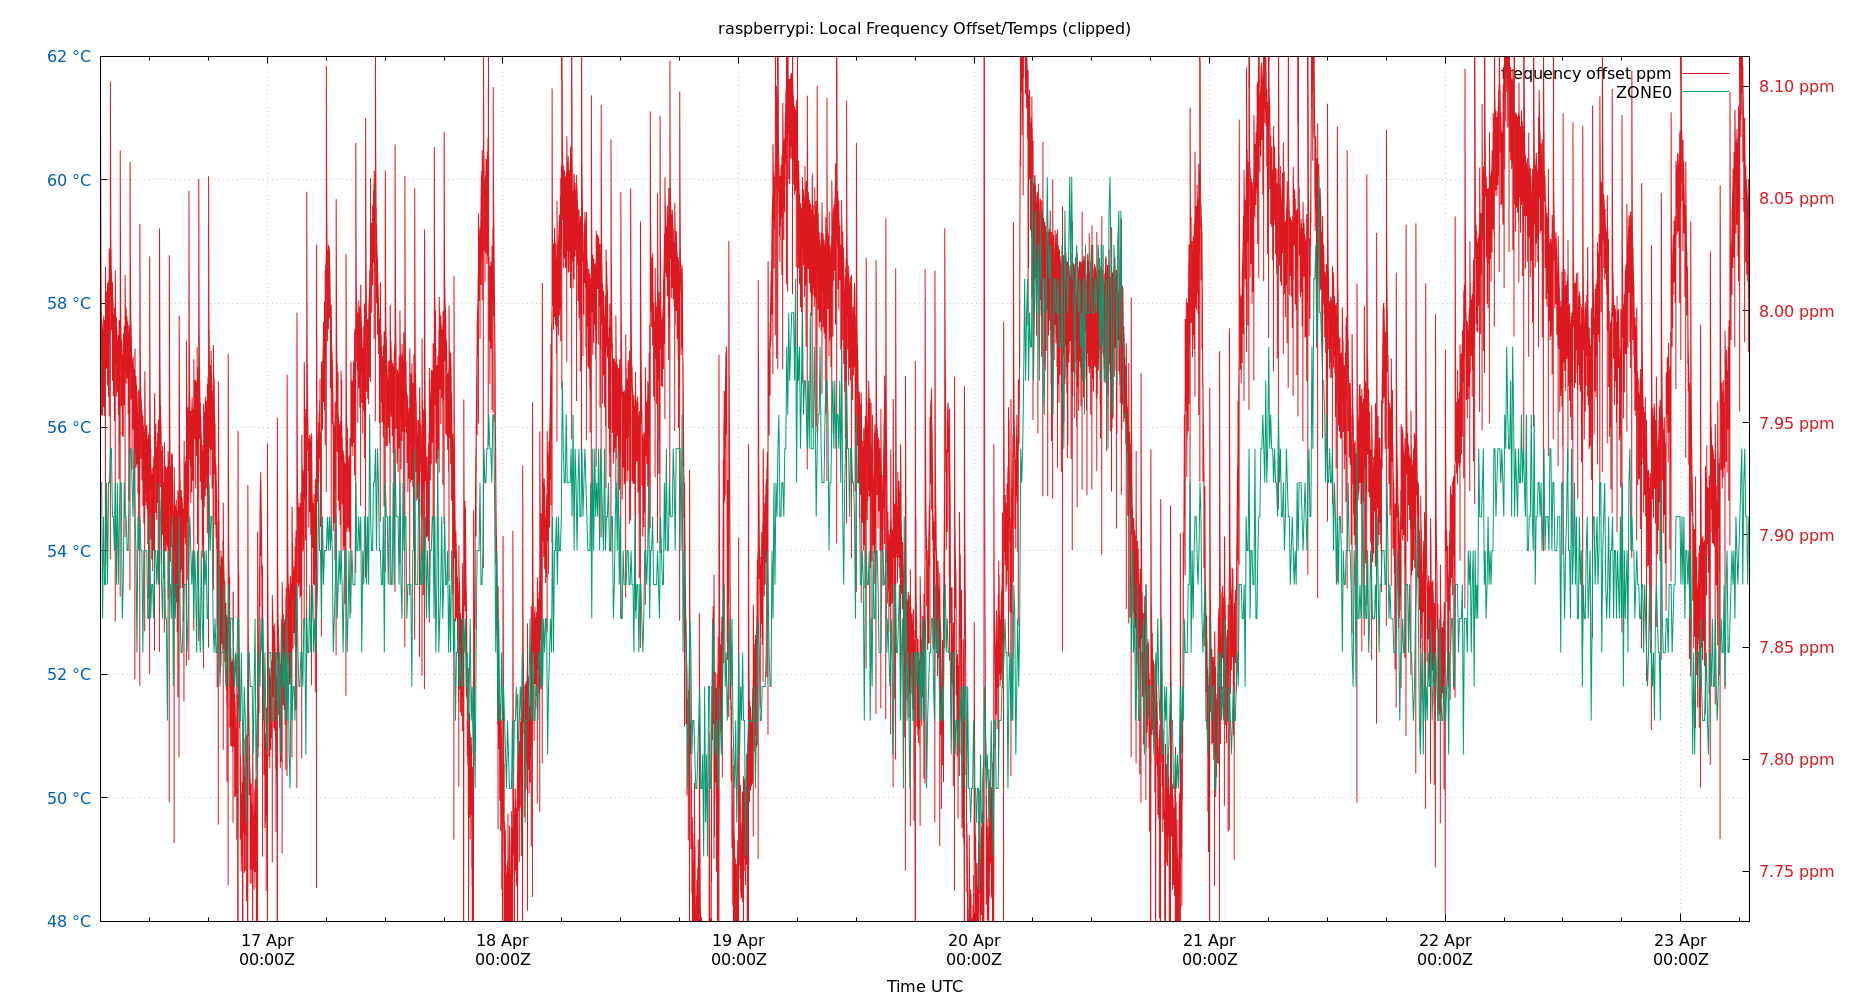 raspberrypi: Local Frequency Offset/Temps (clipped)
62 °C
60 °C
58 °C
56 °C
54 °C
52 °C
50 °C
48 °C
frequency offset ppm
ZONE0
8.10 ppm
8.05 ppm
8.00 ppm
7.95 ppm
7.90 ppm
7.85 ppm
7.80 ppm
7.75 ppm
17 Apr
00:00Z
18 Apr
00:00Z
19 Apr
00:00Z
20 Apr
00:00Z
21 Apr
00:00Z
22 Apr
00:00Z
23 Apr
00:00Z
Time UTC